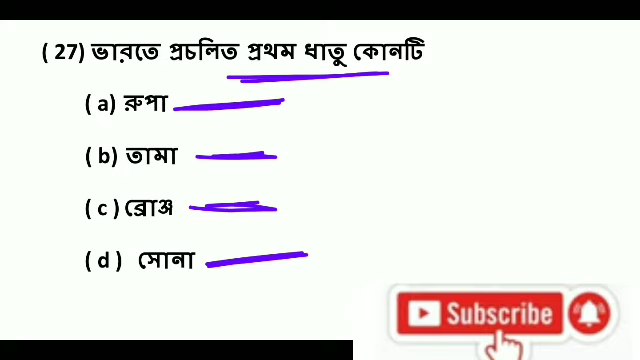 ( 27) ভারতে প্রচলিত প্রথম ধাতু কোনটি
( a) রুপা
( b) তামা
( c ) ব্রোঞ্জ
( d ) সোনা
Subscribe